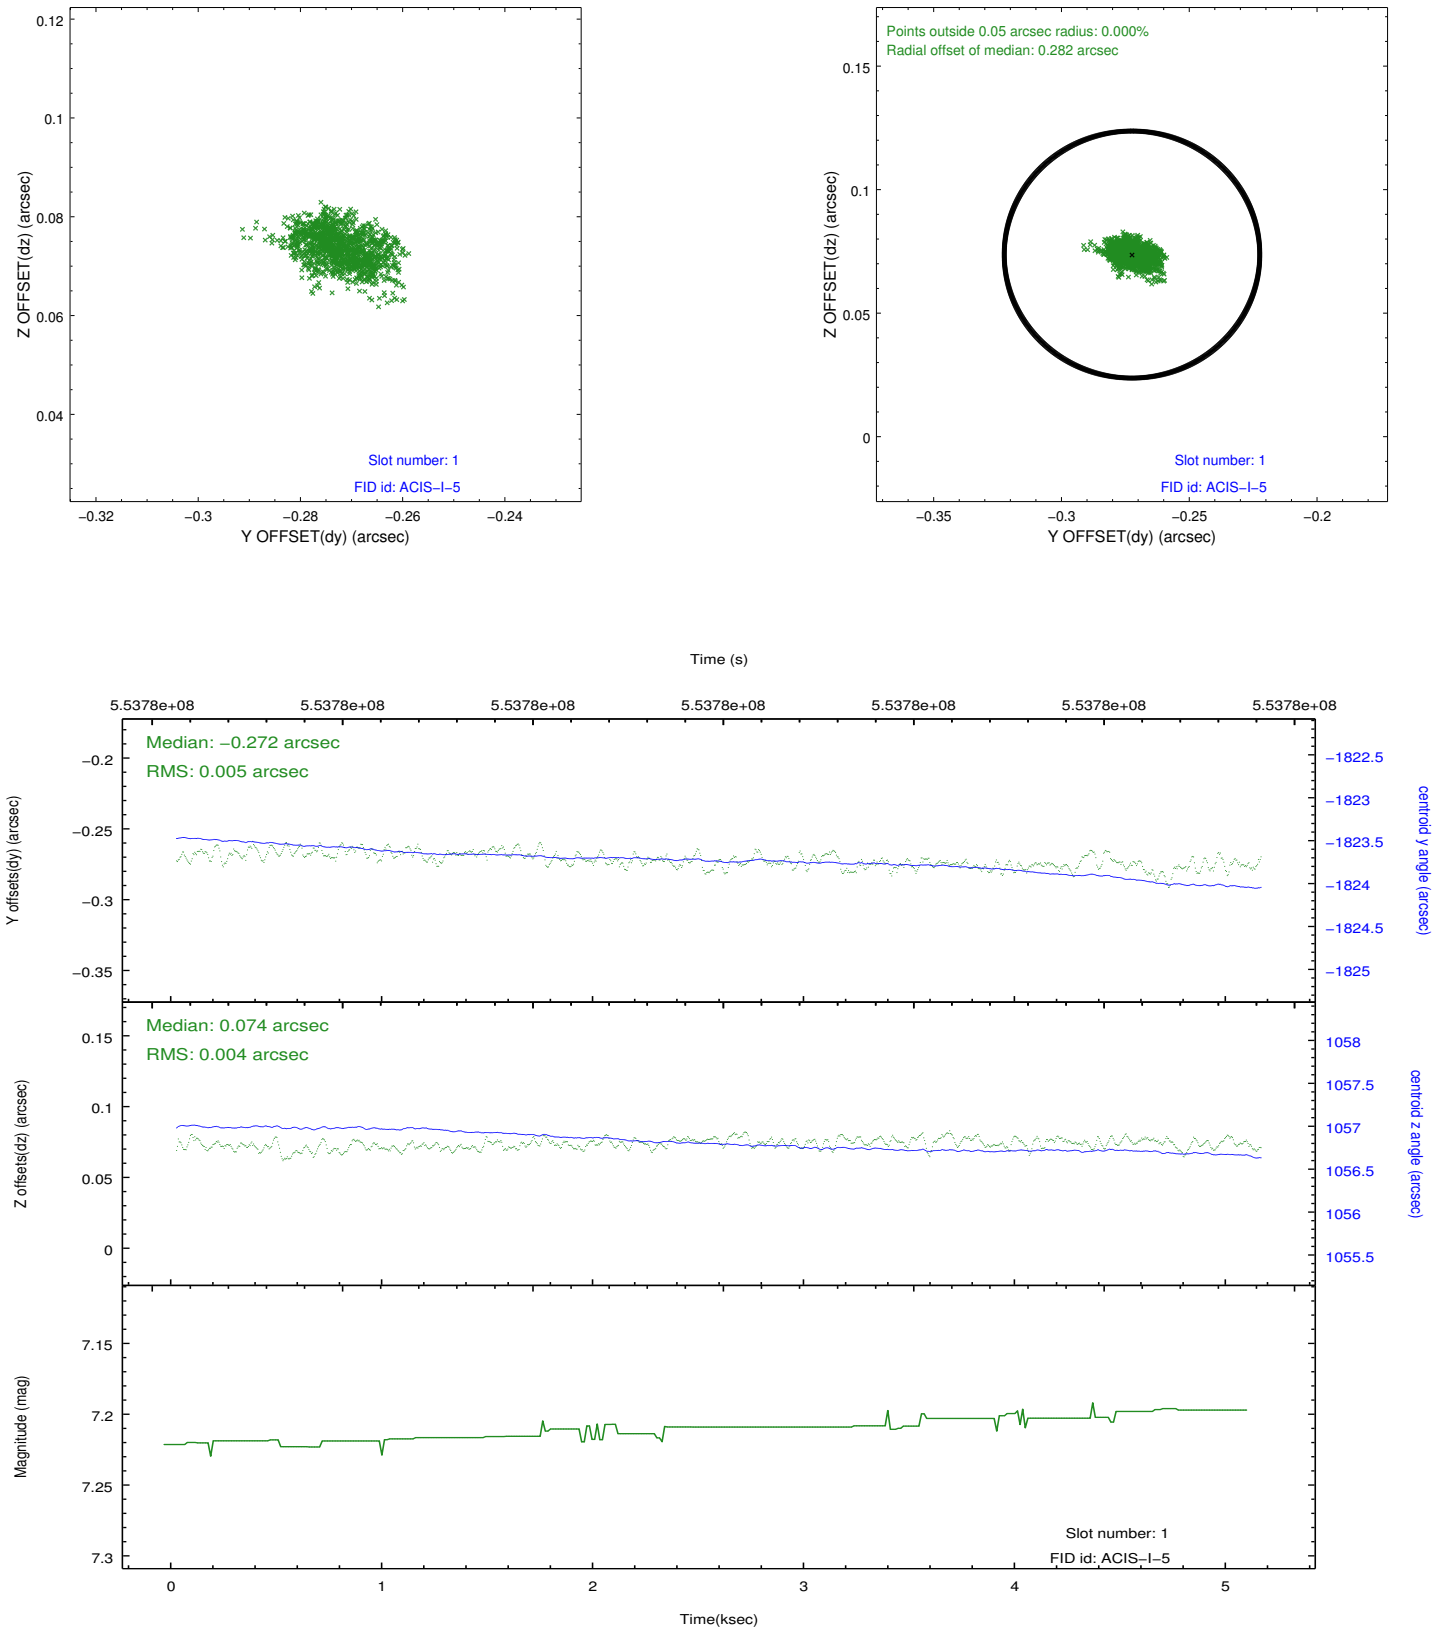 0.12
0.1
0.08
0.06
0.04
Z OFFSET(dz) (arcsec)
Slot number: 1
FID id: ACIS−I−5
−0.32 −0.3 −0.28 −0.26 −0.24
Y OFFSET(dy) (arcsec)
Points outside 0.05 arcsec radius: 0.000%
Radial offset of median: 0.282 arcsec
0.15
0.1
0.05
0
Z OFFSET(dz) (arcsec)
Slot number: 1
FID id: ACIS−I−5
−0.35 −0.3 −0.25 −0.2
Y OFFSET(dy) (arcsec)
Time (s)
5.5378e+08 5.5378e+08 5.5378e+08 5.5378e+08 5.5378e+08 5.5378e+08 5.5378e+08
Median: −0.272 arcsec
RMS: 0.005 arcsec
−0.2
−0.25
−0.3
−0.35
Y offsets(dy) (arcsec)
−1822.5
−1823
−1823.5
−1824
−1824.5
−1825
centroid y angle (arcsec)
Median: 0.074 arcsec
RMS: 0.004 arcsec
0.15
0.1
0.05
0
Z offsets(dz) (arcsec)
1058
1057.5
1057
1056.5
1056
1055.5
centroid z angle (arcsec)
7.15
7.2
7.25
7.3
Magnitude (mag)
Slot number: 1
FID id: ACIS−I−5
0 1 2 3 4 5
Time(ksec)